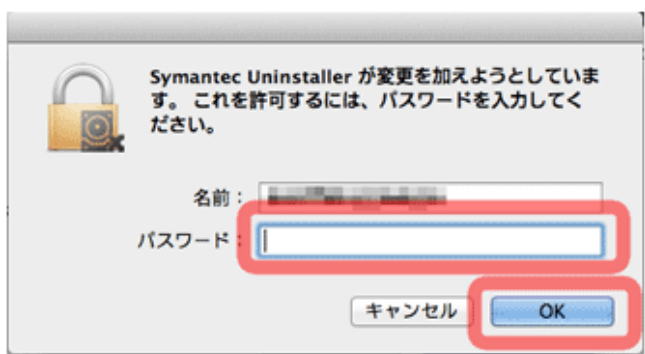 Symantec Uninstaller が変更を加えようとしていま
す。 これを許可するには、パスワードを入力してく
ださい。
名前：
パスワード：
キャンセル
OK